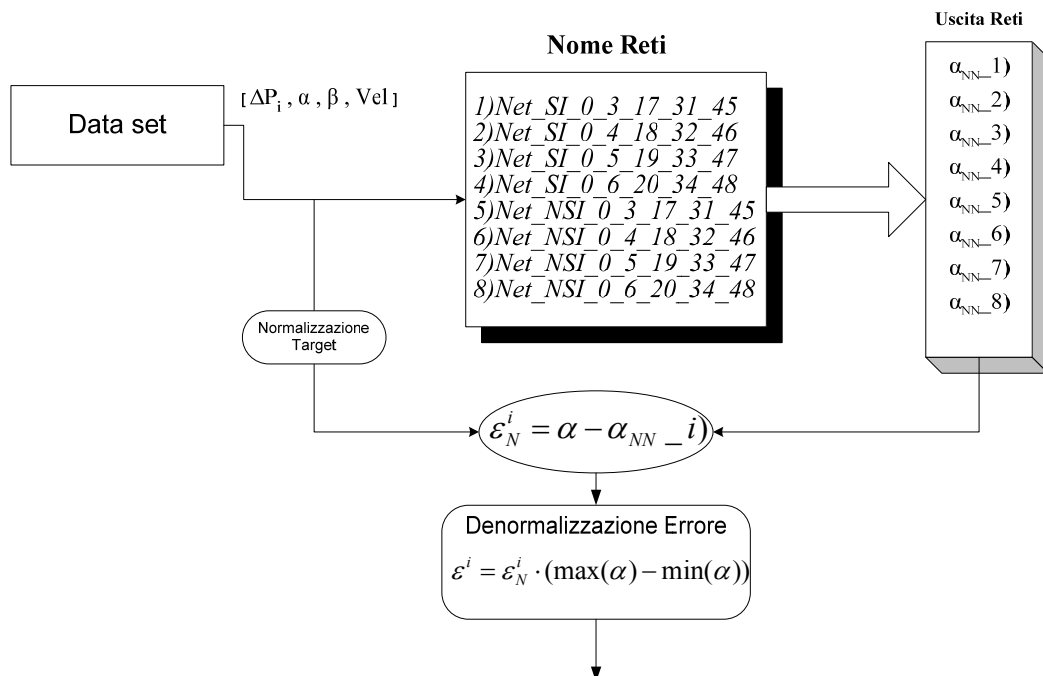 Uscita Reti
Nome Reti
[ ΔP_i , α , β , Vel ]
Data set
1)Net_SI_0_3_17_31_45
2)Net_SI_0_4_18_32_46
3)Net_SI_0_5_19_33_47
4)Net_SI_0_6_20_34_48
5)Net_NSI_0_3_17_31_45
6)Net_NSI_0_4_18_32_46
7)Net_NSI_0_5_19_33_47
8)Net_NSI_0_6_20_34_48
α_NN_1)
α_NN_2)
α_NN_3)
α_NN_4)
α_NN_5)
α_NN_6)
α_NN_7)
α_NN_8)
Normalizzazione
Target
ε_N^i = α − α_NN _ i)
Denormalizzazione Errore
ε^i = ε_N^i · (max(α) − min(α))